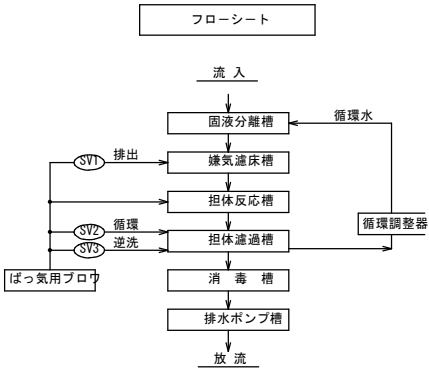 フローシート
流 入
固液分離槽
循環水
SV1
排出
嫌気濾床槽
担体反応槽
循環調整器
SV2
循環
担体濾過槽
SV3
逆洗
ばっ気用ブロワ
消 毒 槽
排水ポンプ槽
放 流